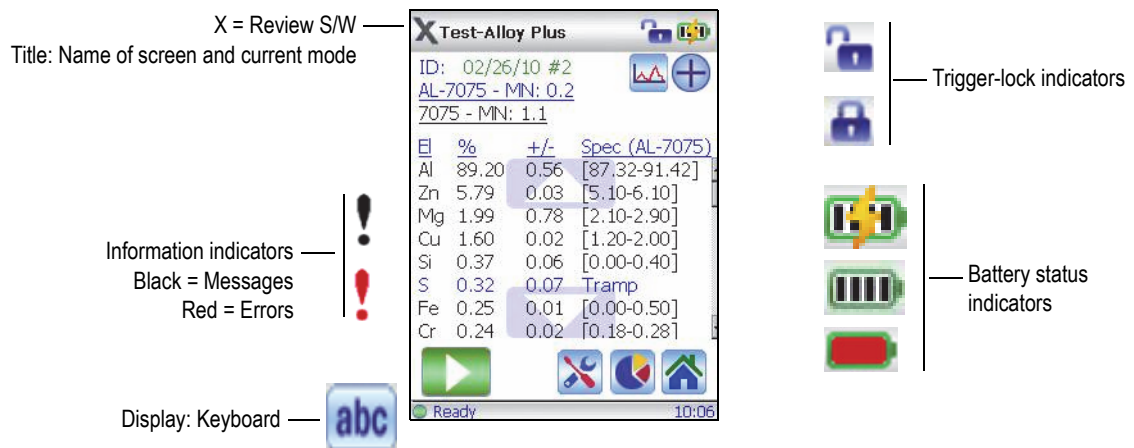 X = Review S/W
Title: Name of screen and current mode
X Test-Alloy Plus
ID: 02/26/10 #2
AL-7075 - MN: 0.2
7075 - MN: 1.1
El % +/- Spec (AL-7075)
Al 89.20 0.56 [87.32-91.42]
Zn 5.79 0.03 [5.10-6.10]
Mg 1.99 0.78 [2.10-2.90]
Cu 1.60 0.02 [1.20-2.00]
Si 0.37 0.06 [0.00-0.40]
S 0.32 0.07 Tramp
Fe 0.25 0.01 [0.00-0.50]
Cr 0.24 0.02 [0.18-0.28]
Ready 10:06
Information indicators
Black = Messages
Red = Errors
Display: Keyboard
abc
Trigger-lock indicators
Battery status
indicators